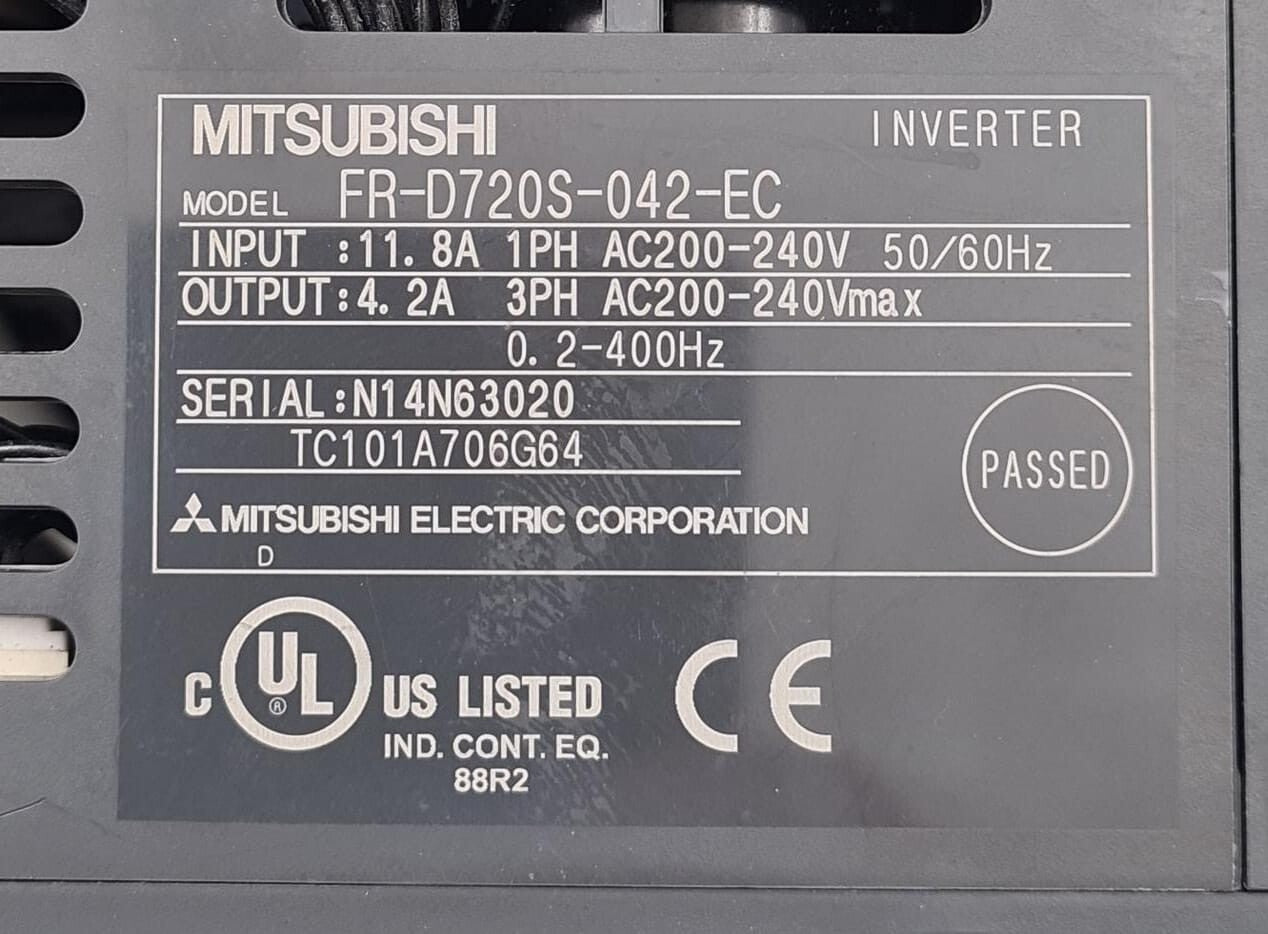 MITSUBISHI INVERTER
MODEL FR-D720S-042-EC
INPUT :11.8A 1PH AC200-240V 50/60Hz
OUTPUT:4.2A 3PH AC200-240Vmax
0.2-400Hz
SERIAL:N14N63020
TC101A706G64
PASSED
MITSUBISHI ELECTRIC CORPORATION
D
C UL ® US LISTED CE
IND. CONT. EQ.
88R2